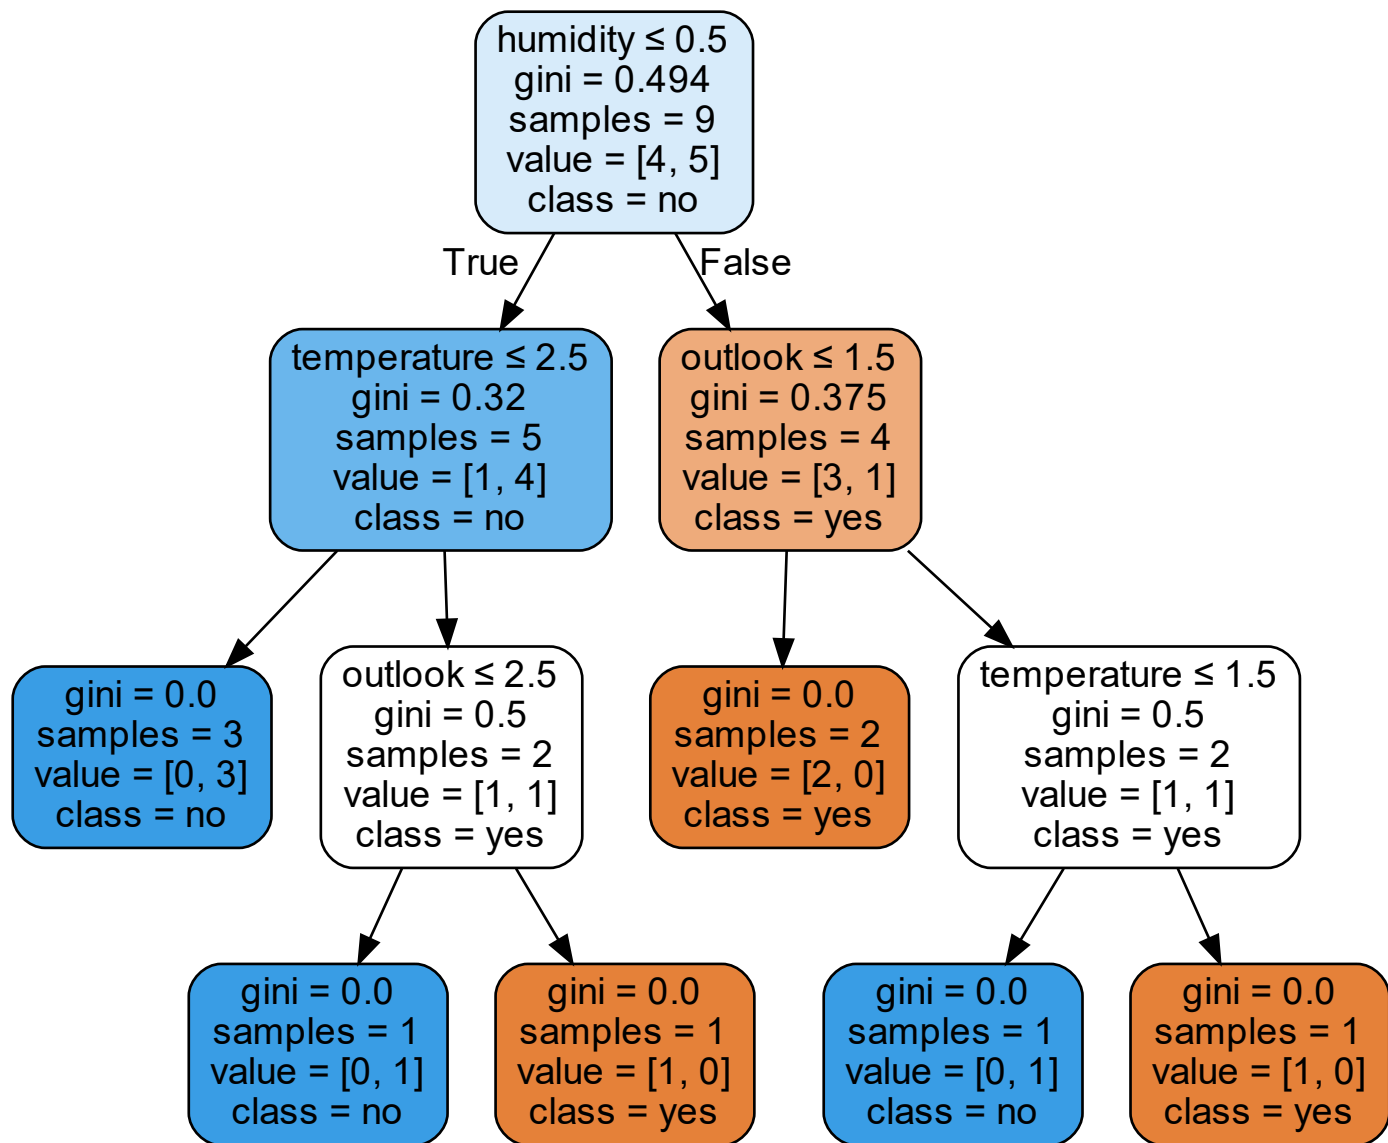 humidity ≤ 0.5
gini = 0.494
samples = 9
value = [4, 5]
class = no
True
False
temperature ≤ 2.5
gini = 0.32
samples = 5
value = [1, 4]
class = no
outlook ≤ 1.5
gini = 0.375
samples = 4
value = [3, 1]
class = yes
gini = 0.0
samples = 3
value = [0, 3]
class = no
outlook ≤ 2.5
gini = 0.5
samples = 2
value = [1, 1]
class = yes
gini = 0.0
samples = 2
value = [2, 0]
class = yes
temperature ≤ 1.5
gini = 0.5
samples = 2
value = [1, 1]
class = yes
gini = 0.0
samples = 1
value = [0, 1]
class = no
gini = 0.0
samples = 1
value = [1, 0]
class = yes
gini = 0.0
samples = 1
value = [0, 1]
class = no
gini = 0.0
samples = 1
value = [1, 0]
class = yes